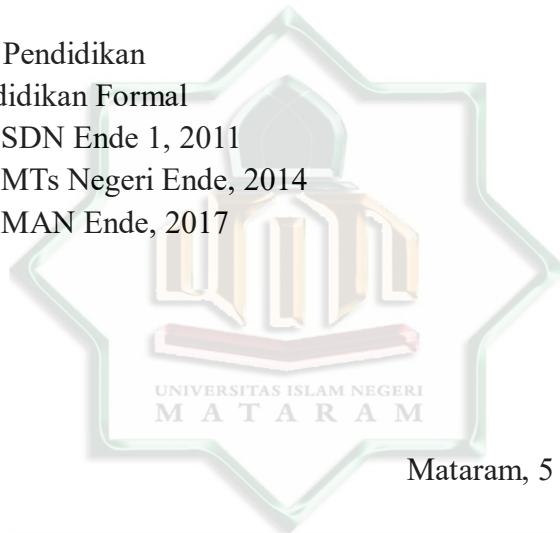 Pendidikan
didikan Formal
SDN Ende 1, 2011
MTs Negeri Ende, 2014
MAN Ende, 2017
UNIVERSITAS ISLAM NEGERI
MATARAM
Mataram, 5